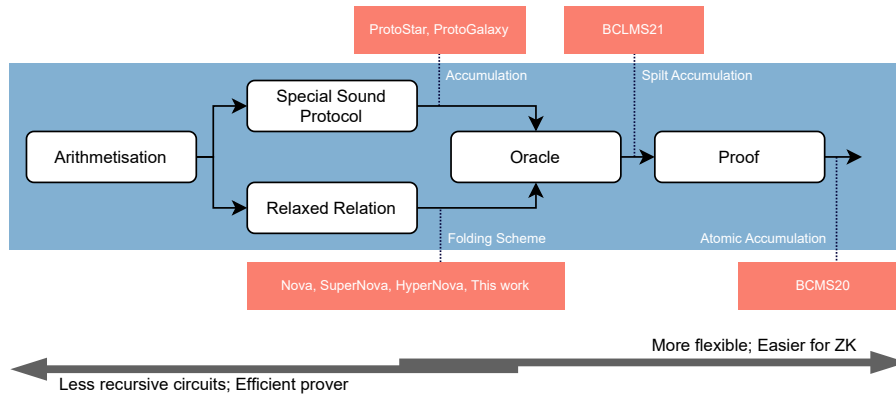 ProtoStar, ProtoGalaxy
BCLMS21
Accumulation
Spilt Accumulation
Special Sound
Protocol
Arithmetisation
Oracle
Proof
Relaxed Relation
Folding Scheme
Atomic Accumulation
Nova, SuperNova, HyperNova, This work
BCMS20
More flexible; Easier for ZK
Less recursive circuits; Efficient prover